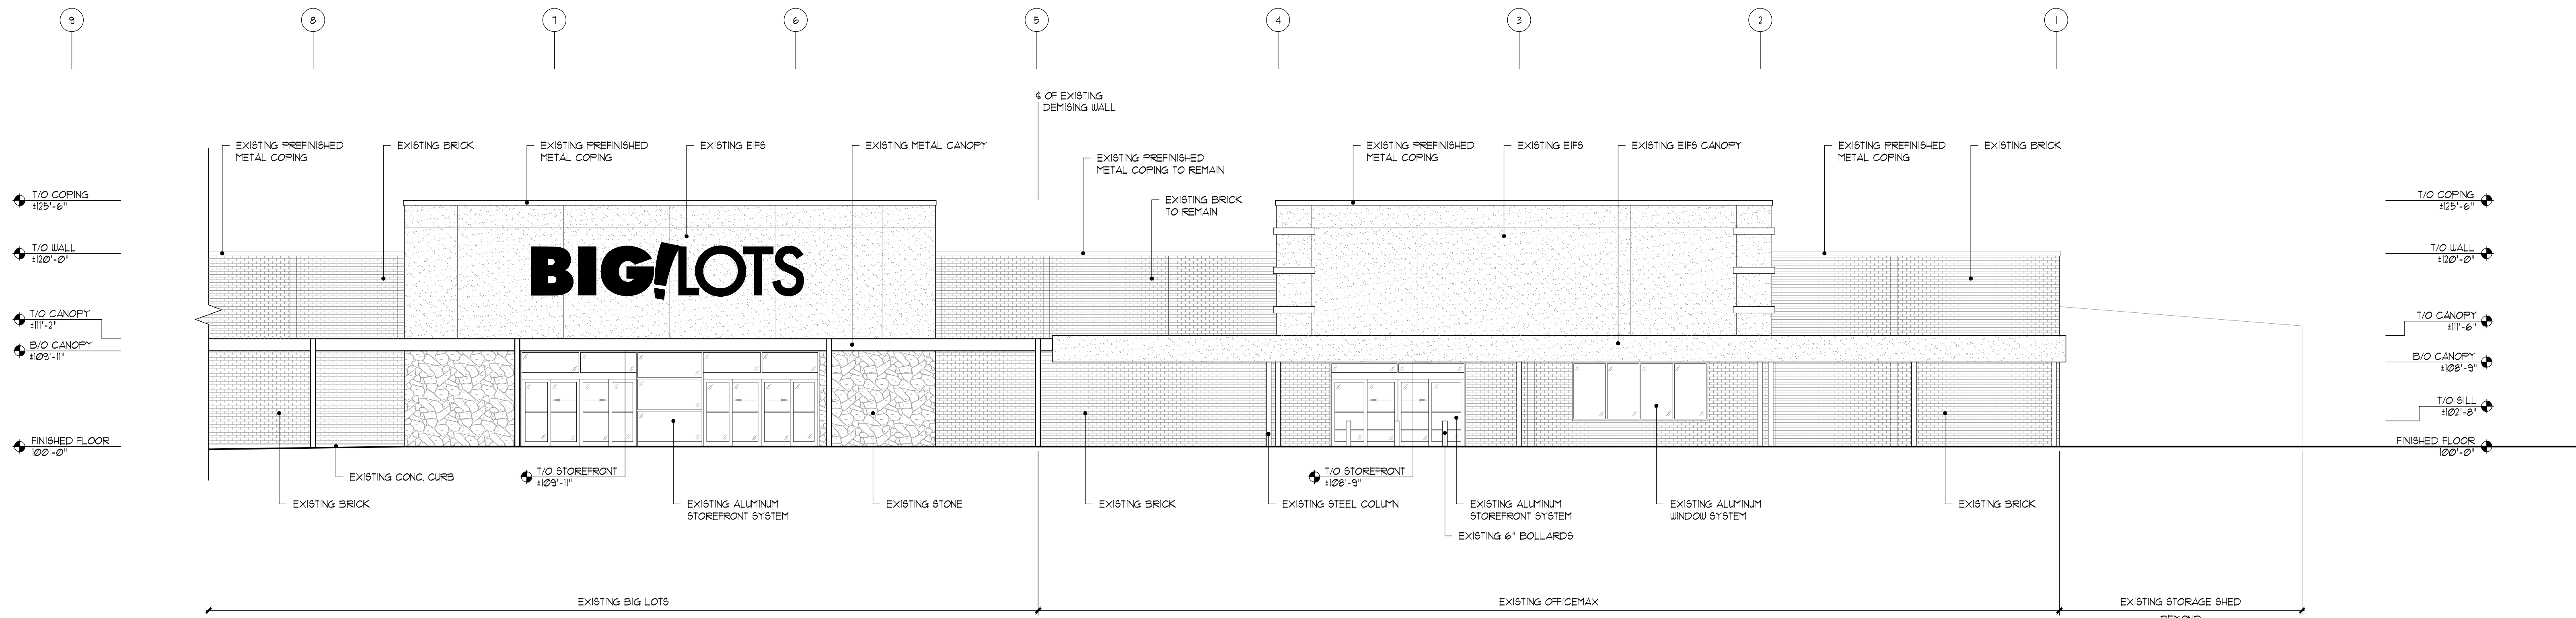 9 8 7 6 5 4 3 2 1
℄ OF EXISTING
DEMISING WALL
EXISTING PREFINISHED
METAL COPING
EXISTING BRICK
EXISTING PREFINISHED
METAL COPING
EXISTING EIFS
EXISTING METAL CANOPY
EXISTING PREFINISHED
METAL COPING TO REMAIN
EXISTING BRICK
TO REMAIN
EXISTING PREFINISHED
METAL COPING
EXISTING EIFS
EXISTING EIFS CANOPY
EXISTING PREFINISHED
METAL COPING
EXISTING BRICK
T/O COPING
±125'-6"
T/O WALL
±120'-0"
T/O CANOPY
±111'-2"
B/O CANOPY
±109'-11"
FINISHED FLOOR
100'-0"
BIG!LOTS
T/O COPING
±125'-6"
T/O WALL
±120'-0"
T/O CANOPY
±111'-6"
B/O CANOPY
±108'-9"
T/O SILL
±102'-8"
FINISHED FLOOR
100'-0"
EXISTING CONC. CURB
EXISTING BRICK
T/O STOREFRONT
±109'-11"
EXISTING ALUMINUM
STOREFRONT SYSTEM
EXISTING STONE
EXISTING BRICK
EXISTING STEEL COLUMN
T/O STOREFRONT
±108'-9"
EXISTING ALUMINUM
STOREFRONT SYSTEM
EXISTING 6" BOLLARDS
EXISTING ALUMINUM
WINDOW SYSTEM
EXISTING BRICK
EXISTING BIG LOTS
EXISTING OFFICEMAX
EXISTING STORAGE SHED
BEYOND